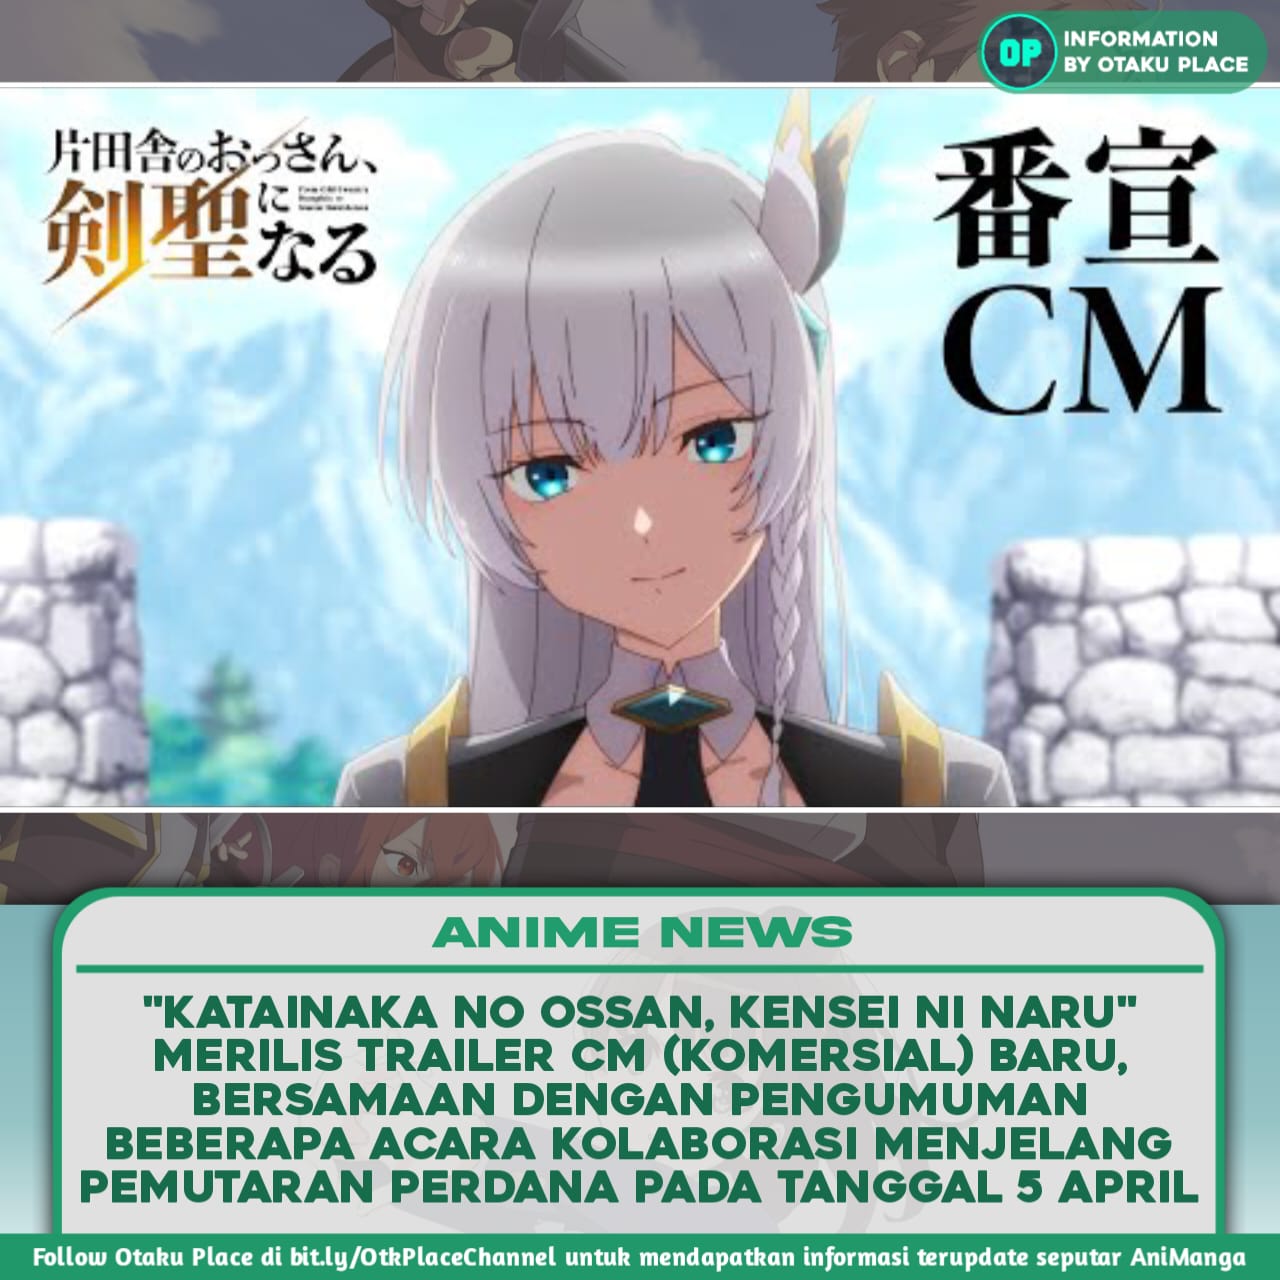 OP
INFORMATION
BY OTAKU PLACE
片田舎のおっさん、
剣聖に
なる
番宣
CM
ANIME NEWS
"KATAINAKA NO OSSAN, KENSEI NI NARU"
MERILIS TRAILER CM (KOMERSIAL) BARU,
BERSAMAAN DENGAN PENGUMUMAN
BEBERAPA ACARA KOLABORASI MENJELANG
PEMUTARAN PERDANA PADA TANGGAL 5 APRIL
Follow Otaku Place di bit.ly/OtkPlaceChannel untuk mendapatkan informasi terupdate seputar AniManga